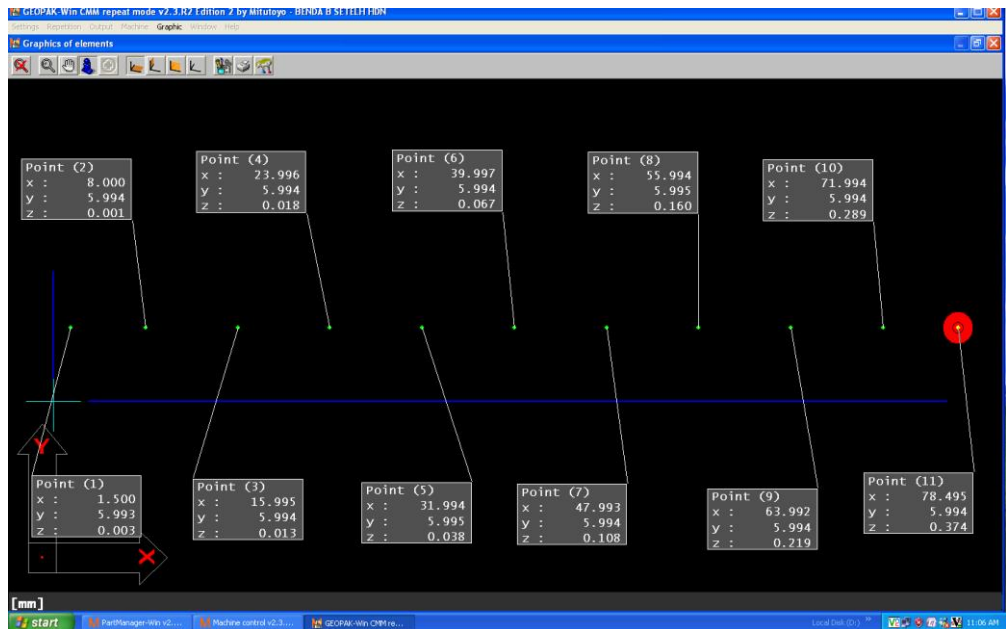 GEOPAK-Win CMM repeat mode v2.3.R2 Edition 2 by Mitutoyo - BENDA B SETELH HDN
Settings Repetition Output Machine Graphic Window Help
Graphics of elements
Point (2)
x : 8.000
y : 5.994
z : 0.001
Point (4)
x : 23.996
y : 5.994
z : 0.018
Point (6)
x : 39.997
y : 5.994
z : 0.067
Point (8)
x : 55.994
y : 5.995
z : 0.160
Point (10)
x : 71.994
y : 5.994
z : 0.289
Y
X
Point (1)
x : 1.500
y : 5.993
z : 0.003
Point (3)
x : 15.995
y : 5.994
z : 0.013
Point (5)
x : 31.994
y : 5.995
z : 0.038
Point (7)
x : 47.993
y : 5.994
z : 0.108
Point (9)
x : 63.992
y : 5.994
z : 0.219
Point (11)
x : 78.495
y : 5.994
z : 0.374
[mm]
start PartManager-Win v2.... Machine control v2.3.... GEOPAK-Win CMM re... Local Disk (D:) » 11:06 AM